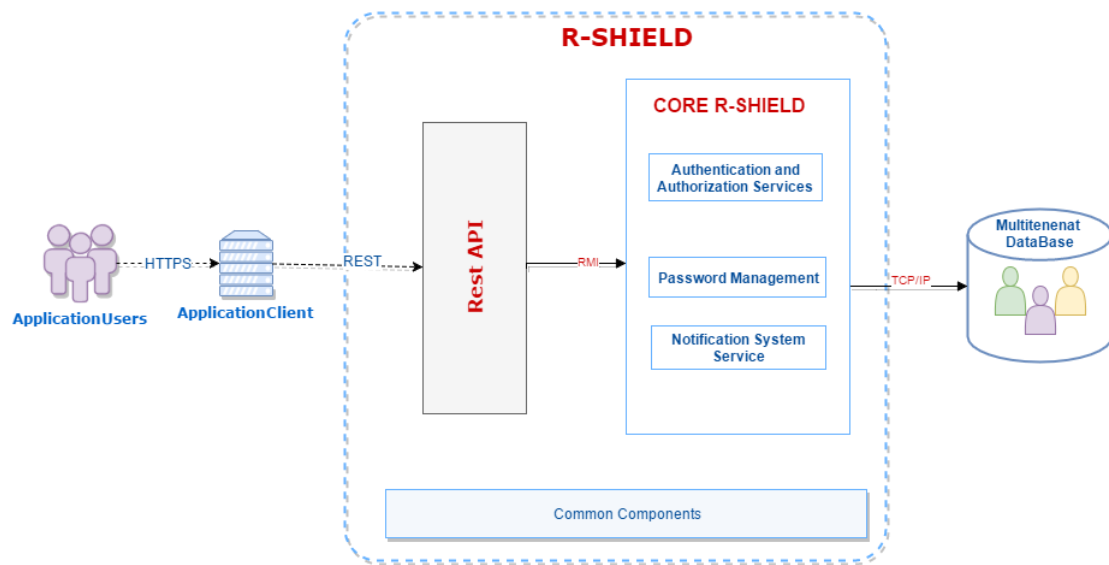 R-SHIELD
CORE R-SHIELD
Authentication and
Authorization Services
Rest API
Multitenenat
DataBase
HTTPS
REST
RMI
Password Management
TCP/IP
ApplicationUsers
ApplicationClient
Notification System
Service
Common Components